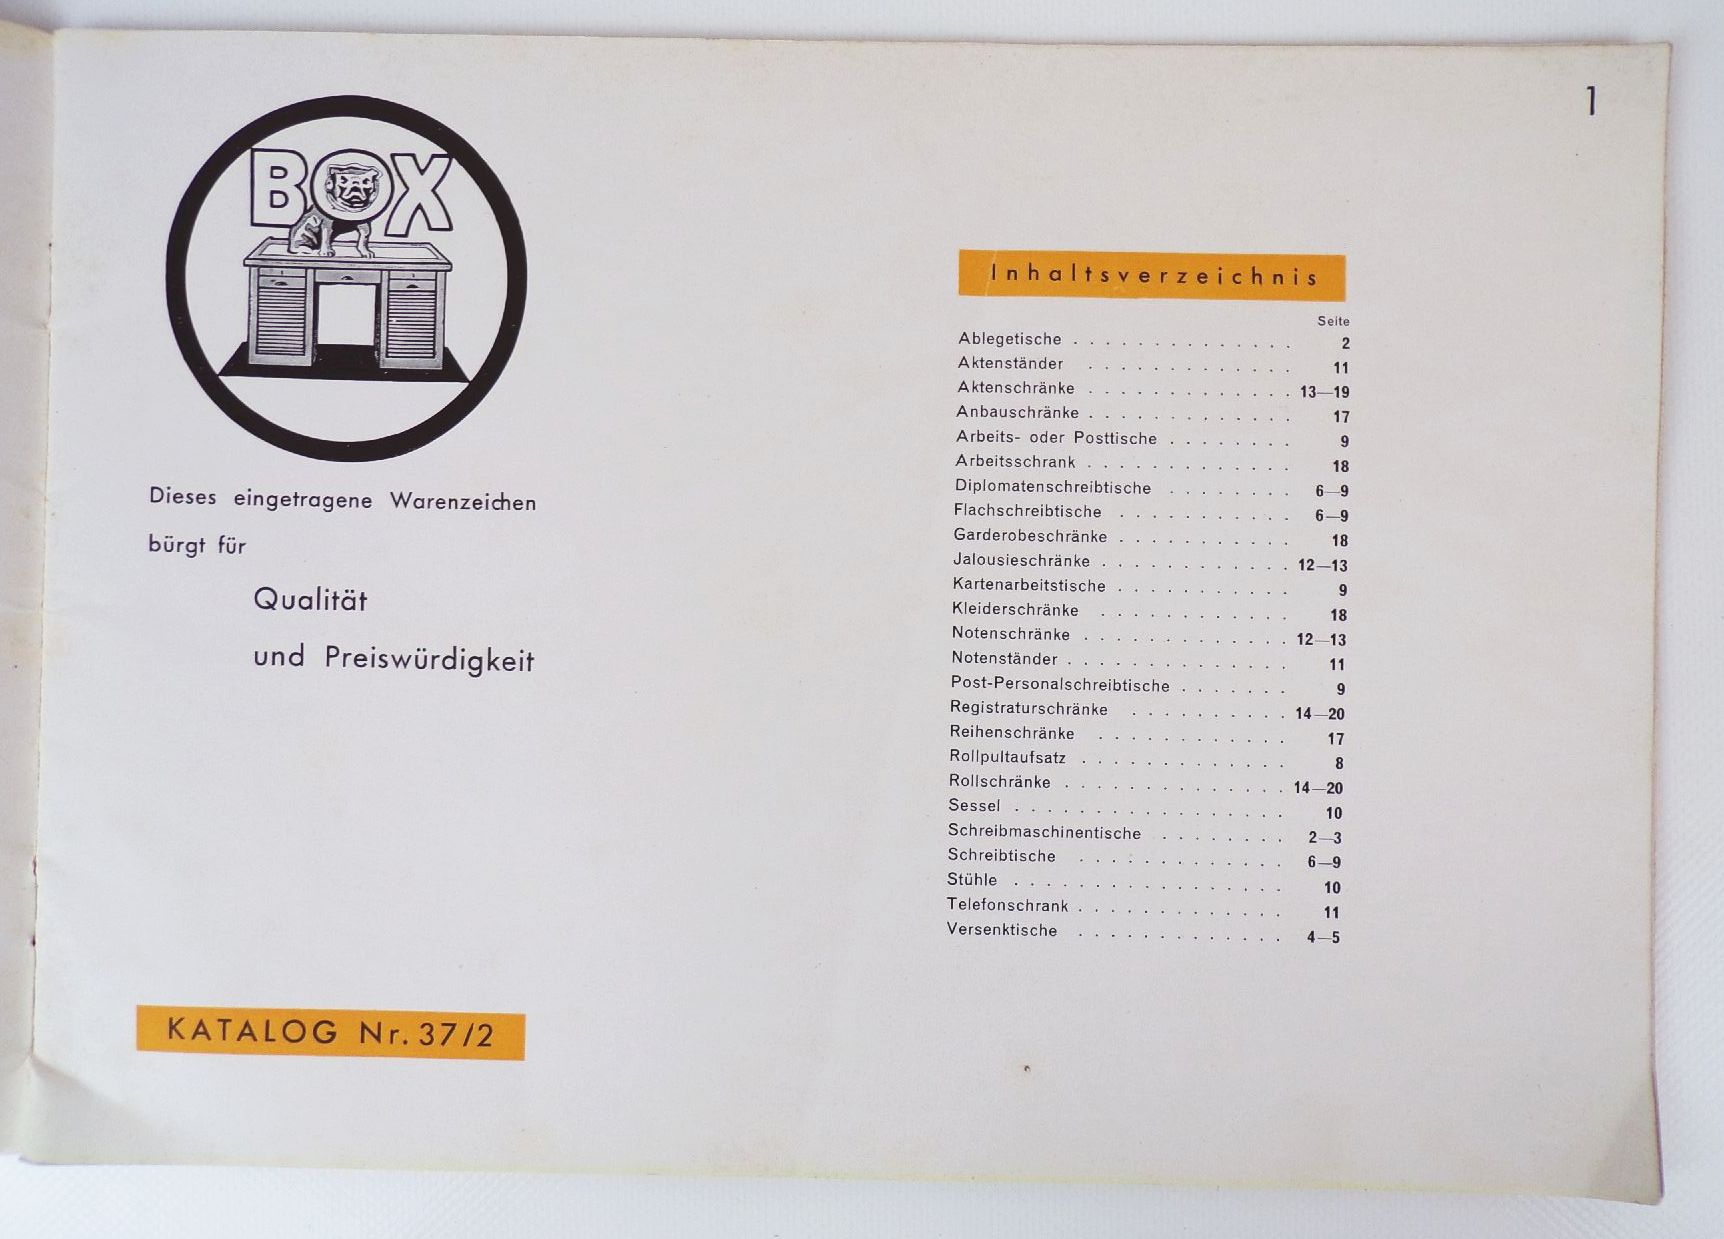 1
BOX
Dieses eingetragene Warenzeichen
bürgt für
Qualität
und Preiswürdigkeit
KATALOG Nr. 37/2
Inhaltsverzeichnis
Seite
Ablegetische . . . . . . . . . . . . . . 2
Aktenständer . . . . . . . . . . . . . 11
Aktenschränke . . . . . . . . . . . . . 13—19
Anbauschränke . . . . . . . . . . . . . 17
Arbeits- oder Posttische . . . . . . . . 9
Arbeitsschrank . . . . . . . . . . . . . 18
Diplomatenschreibtische . . . . . . . . 6—9
Flachschreibtische . . . . . . . . . . . 6—9
Garderobeschränke . . . . . . . . . . . 18
Jalousieschränke . . . . . . . . . . . . 12—13
Kartenarbeitstische . . . . . . . . . . . 9
Kleiderschränke . . . . . . . . . . . . 18
Notenschränke . . . . . . . . . . . . . 12—13
Notenständer . . . . . . . . . . . . . . 11
Post-Personalschreibtische . . . . . . . 9
Registraturschränke . . . . . . . . . . 14—20
Reihenschränke . . . . . . . . . . . . 17
Rollpultaufsatz . . . . . . . . . . . . . 8
Rollschränke . . . . . . . . . . . . . . 14—20
Sessel . . . . . . . . . . . . . . . . . 10
Schreibmaschinentische . . . . . . . . 2—3
Schreibtische . . . . . . . . . . . . . 6—9
Stühle . . . . . . . . . . . . . . . . . 10
Telefonschrank . . . . . . . . . . . . . 11
Versenktische . . . . . . . . . . . . . 4—5